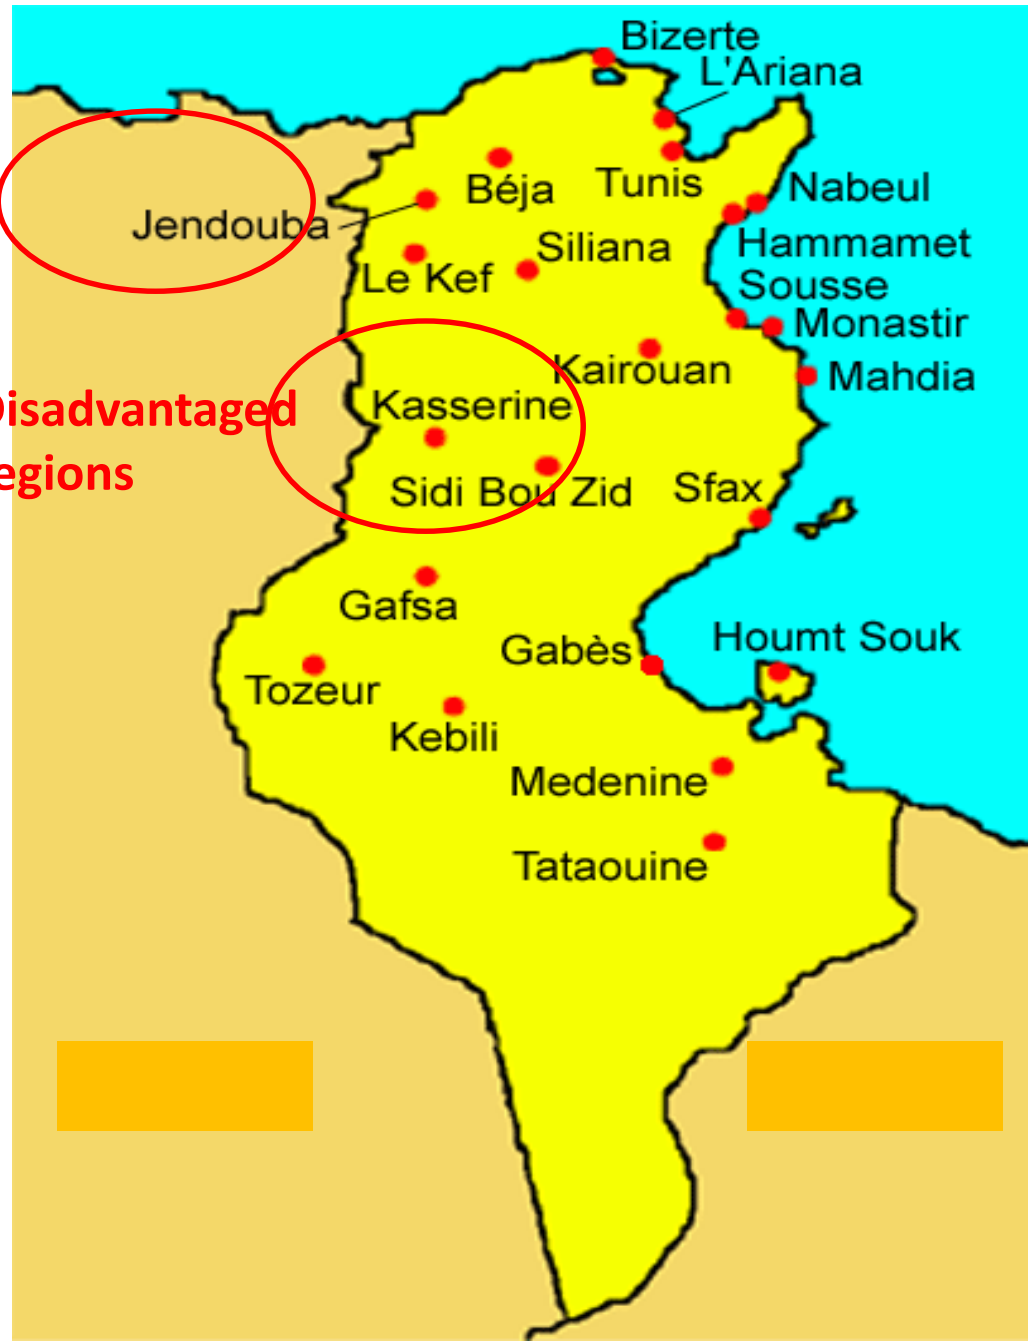 Bizerte
L'Ariana
Béja
Tunis
Nabeul
Jendouba
Hammamet
Siliana
Le Kef
Sousse
Monastir
Kairouan
Mahdia
Kasserine
Disadvantaged
egions
Sidi Bou Zid
Sfax
Gafsa
Gabès
Houmt Souk
Tozeur
Kebili
Medenine
Tataouine